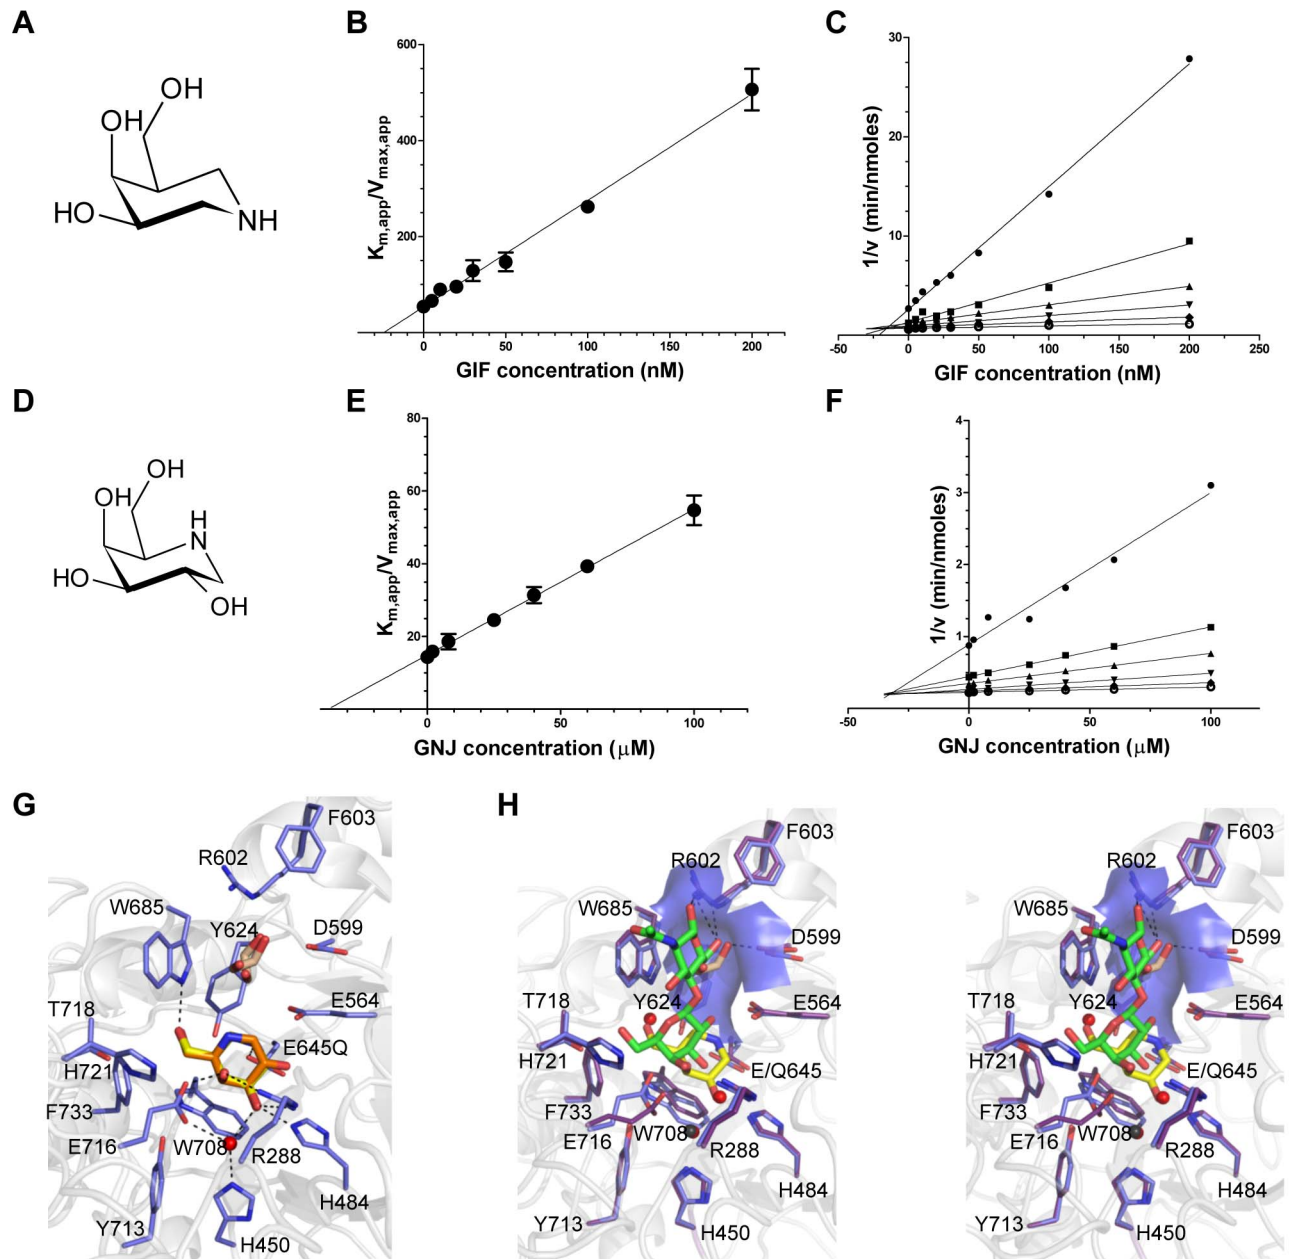 A
OH
OH
HO
NH
B
600
400
200
Km,app/Vmax,app
0
50
100
150
200
GIF concentration (nM)
C
30
20
10
1/v (min/nmoles)
-50
0
50
100
150
200
250
GIF concentration (nM)
D
OH
OH
H
N
HO
OH
E
80
60
40
20
Km,app/Vmax,app
0
50
100
GNJ concentration (μM)
F
4
3
2
1
1/v (min/nmoles)
-50
0
50
100
GNJ concentration (μM)
G
F603
R602
W685
Y624
D599
T718
E564
E645Q
H721
F733
E716
W708
R288
H484
Y713
H450
H
F603
R602
W685
D599
Y624
T718
E564
H721
E/Q645
F733
E716
W708
R288
H484
Y713
H450
F603
R602
W685
D599
Y624
T718
E564
H721
E/Q645
F733
E716
W708
R288
H484
Y713
H450